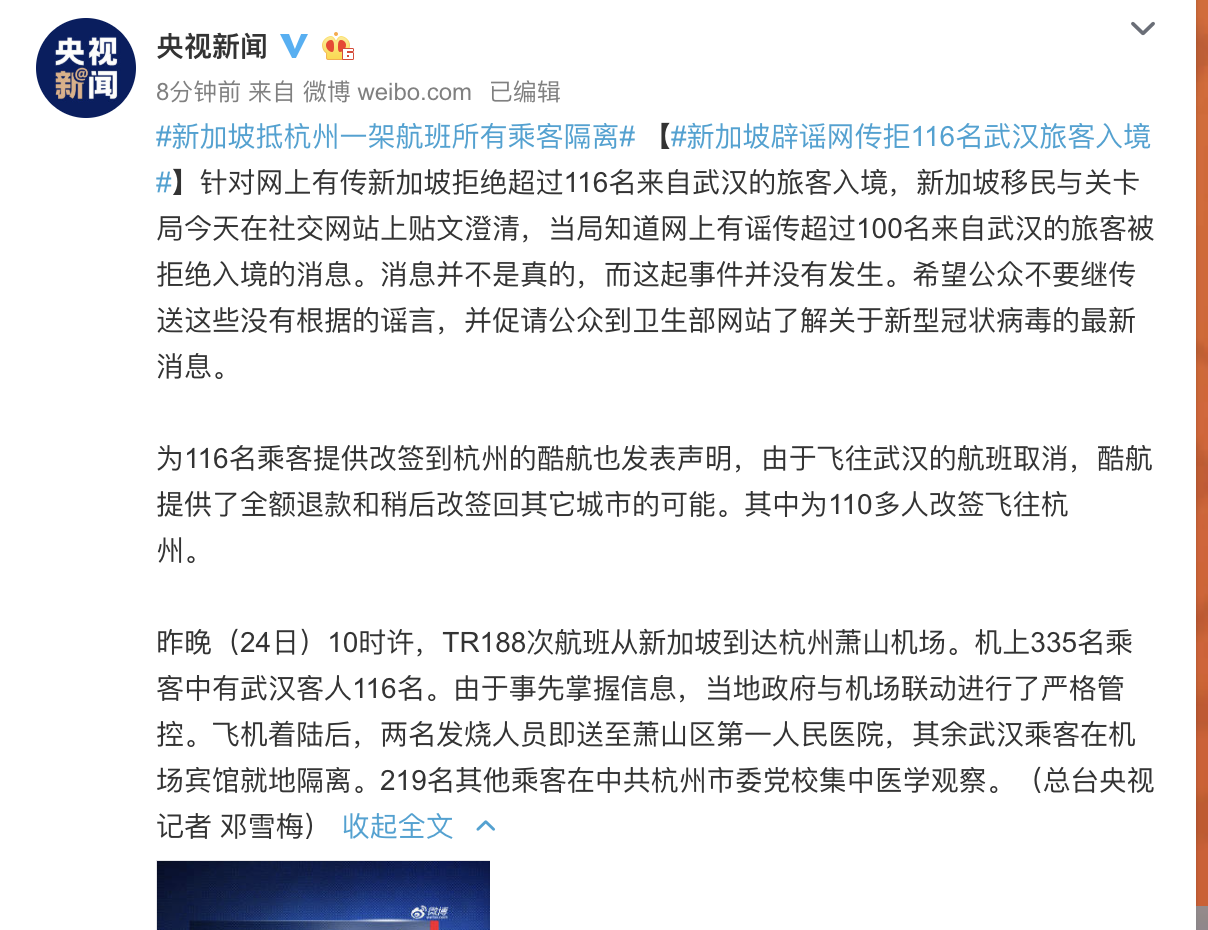 央视
新@闻
央视新闻
8分钟前 来自 微博 weibo.com 已编辑
#新加坡抵杭州一架航班所有乘客隔离# 【#新加坡辟谣网传拒116名武汉旅客入境
#】针对网上有传新加坡拒绝超过116名来自武汉的旅客入境，新加坡移民与关卡
局今天在社交网站上贴文澄清，当局知道网上有谣传超过100名来自武汉的旅客被
拒绝入境的消息。消息并不是真的，而这起事件并没有发生。希望公众不要继传
送这些没有根据的谣言，并促请公众到卫生部网站了解关于新型冠状病毒的最新
消息。
为116名乘客提供改签到杭州的酷航也发表声明，由于飞往武汉的航班取消，酷航
提供了全额退款和稍后改签回其它城市的可能。其中为110多人改签飞往杭
州。
昨晚（24日）10时许，TR188次航班从新加坡到达杭州萧山机场。机上335名乘
客中有武汉客人116名。由于事先掌握信息，当地政府与机场联动进行了严格管
控。飞机着陆后，两名发烧人员即送至萧山区第一人民医院，其余武汉乘客在机
场宾馆就地隔离。219名其他乘客在中共杭州市委党校集中医学观察。（总台央视
记者 邓雪梅） 收起全文
微博